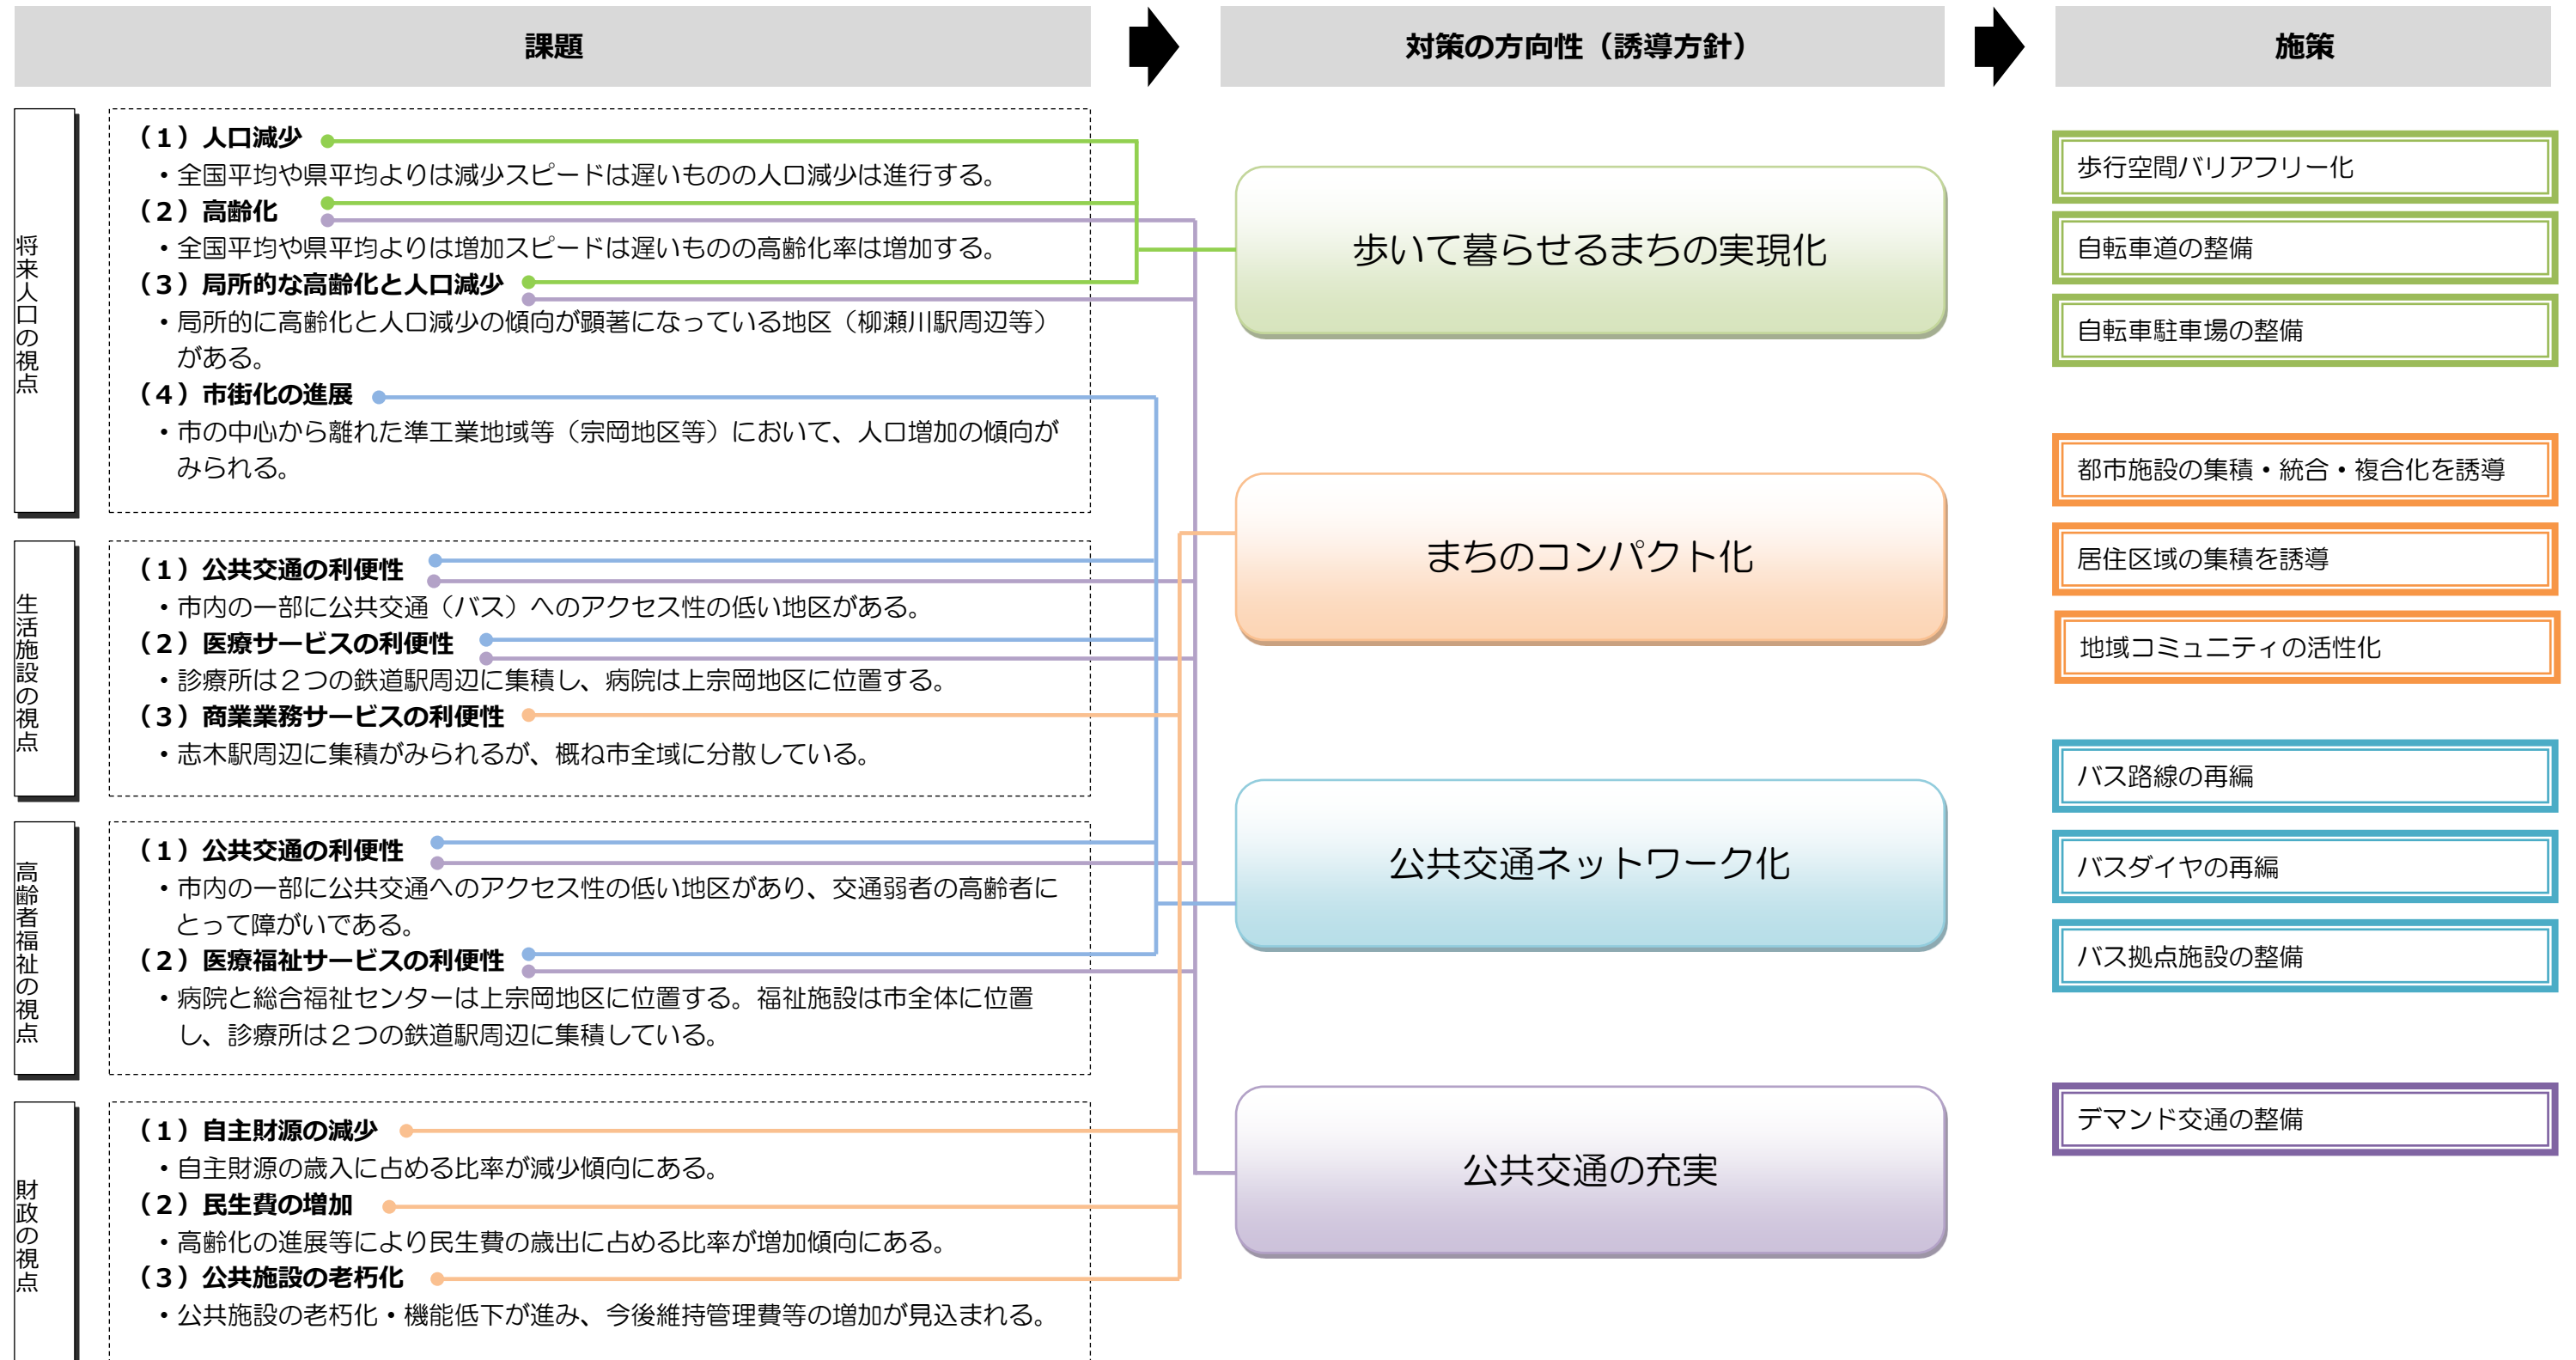 課題
対策の方向性（誘導方針）
施策
将来人口の視点
（１）人口減少
・全国平均や県平均よりは減少スピードは遅いものの人口減少は進行する。
（２）高齢化
・全国平均や県平均よりは増加スピードは遅いものの高齢化率は増加する。
（３）局所的な高齢化と人口減少
・局所的に高齢化と人口減少の傾向が顕著になっている地区（柳瀬川駅周辺等）
がある。
（４）市街化の進展
・市の中心から離れた準工業地域等（宗岡地区等）において、人口増加の傾向が
みられる。
生活施設の視点
（１）公共交通の利便性
・市内の一部に公共交通（バス）へのアクセス性の低い地区がある。
（２）医療サービスの利便性
・診療所は２つの鉄道駅周辺に集積し、病院は上宗岡地区に位置する。
（３）商業業務サービスの利便性
・志木駅周辺に集積がみられるが、概ね市全域に分散している。
高齢者福祉の視点
（１）公共交通の利便性
・市内の一部に公共交通へのアクセス性の低い地区があり、交通弱者の高齢者に
とって障がいである。
（２）医療福祉サービスの利便性
・病院と総合福祉センターは上宗岡地区に位置する。福祉施設は市全体に位置
し、診療所は２つの鉄道駅周辺に集積している。
財政の視点
（１）自主財源の減少
・自主財源の歳入に占める比率が減少傾向にある。
（２）民生費の増加
・高齢化の進展等により民生費の歳出に占める比率が増加傾向にある。
（３）公共施設の老朽化
・公共施設の老朽化・機能低下が進み、今後維持管理費等の増加が見込まれる。
歩いて暮らせるまちの実現化
まちのコンパクト化
公共交通ネットワーク化
公共交通の充実
歩行空間バリアフリー化
自転車道の整備
自転車駐車場の整備
都市施設の集積・統合・複合化を誘導
居住区域の集積を誘導
地域コミュニティの活性化
バス路線の再編
バスダイヤの再編
バス拠点施設の整備
デマンド交通の整備